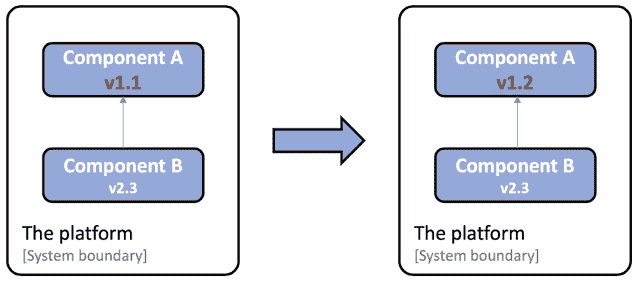 Component A
v1.1
Component B
v2.3
The platform
[System boundary]
Component A
v1.2
Component B
v2.3
The platform
[System boundary]